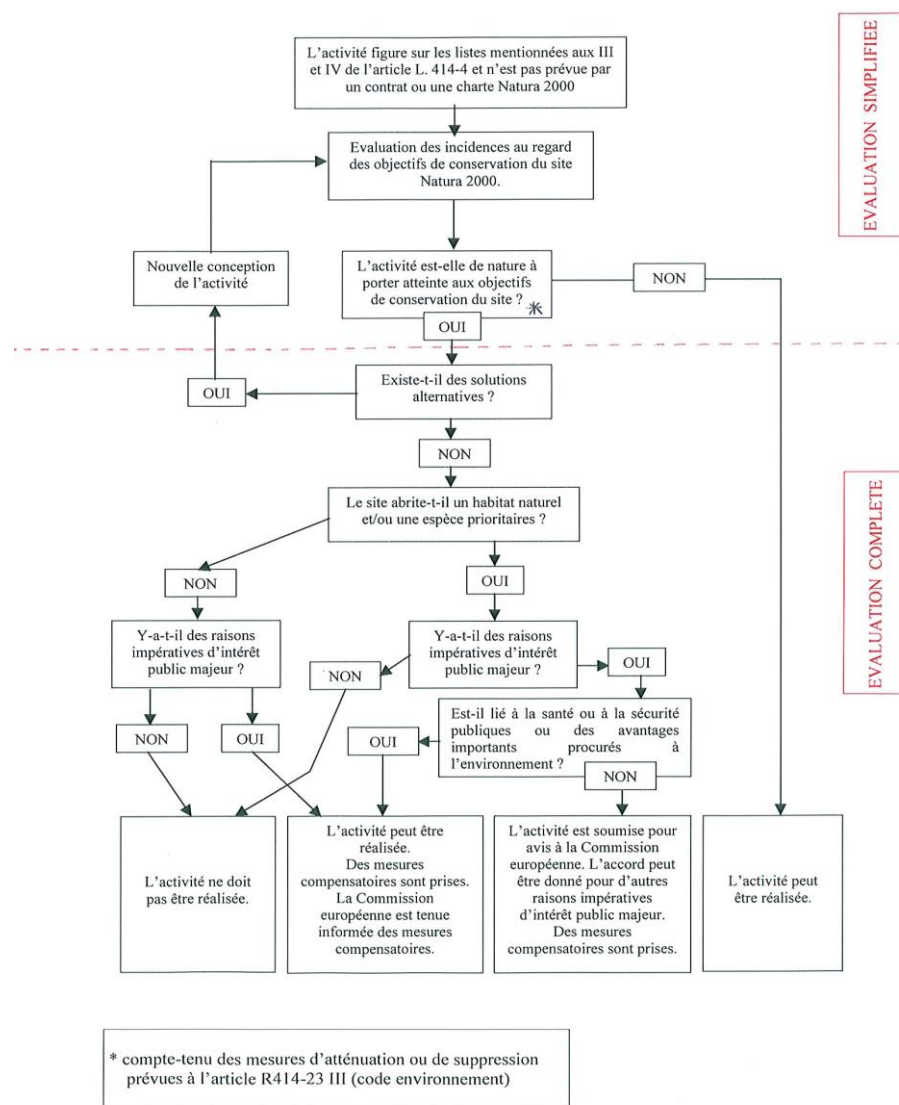 L'activité figure sur les listes mentionnées aux III
et IV de l'article L. 414-4 et n'est pas prévue par
un contrat ou une charte Natura 2000
EVALUATION SIMPLIFIEE
Evaluation des incidences au regard
des objectifs de conservation du site
Natura 2000.
Nouvelle conception
de l'activité
L'activité est-elle de nature à
porter atteinte aux objectifs
de conservation du site ? *
NON
OUI
OUI
Existe-t-il des solutions
alternatives ?
NON
Le site abrite-t-il un habitat naturel
et/ou une espèce prioritaires ?
EVALUATION COMPLETE
NON
OUI
Y-a-t-il des raisons
impératives d'intérêt
public majeur ?
Y-a-t-il des raisons
impératives d'intérêt
public majeur ?
NON
OUI
NON
OUI
OUI
Est-il lié à la santé ou à la sécurité
publiques ou des avantages
importants procurés à
l'environnement ?
NON
L'activité ne doit
pas être réalisée.
L'activité peut être
réalisée.
Des mesures
compensatoires sont prises.
La Commission
européenne est tenue
informée des mesures
compensatoires.
L'activité est soumise pour
avis à la Commission
européenne. L'accord peut
être donné pour d'autres
raisons impératives
d'intérêt public majeur.
Des mesures
compensatoires sont prises.
L'activité peut
être réalisée.
* compte-tenu des mesures d'atténuation ou de suppression
prévues à l'article R414-23 III (code environnement)